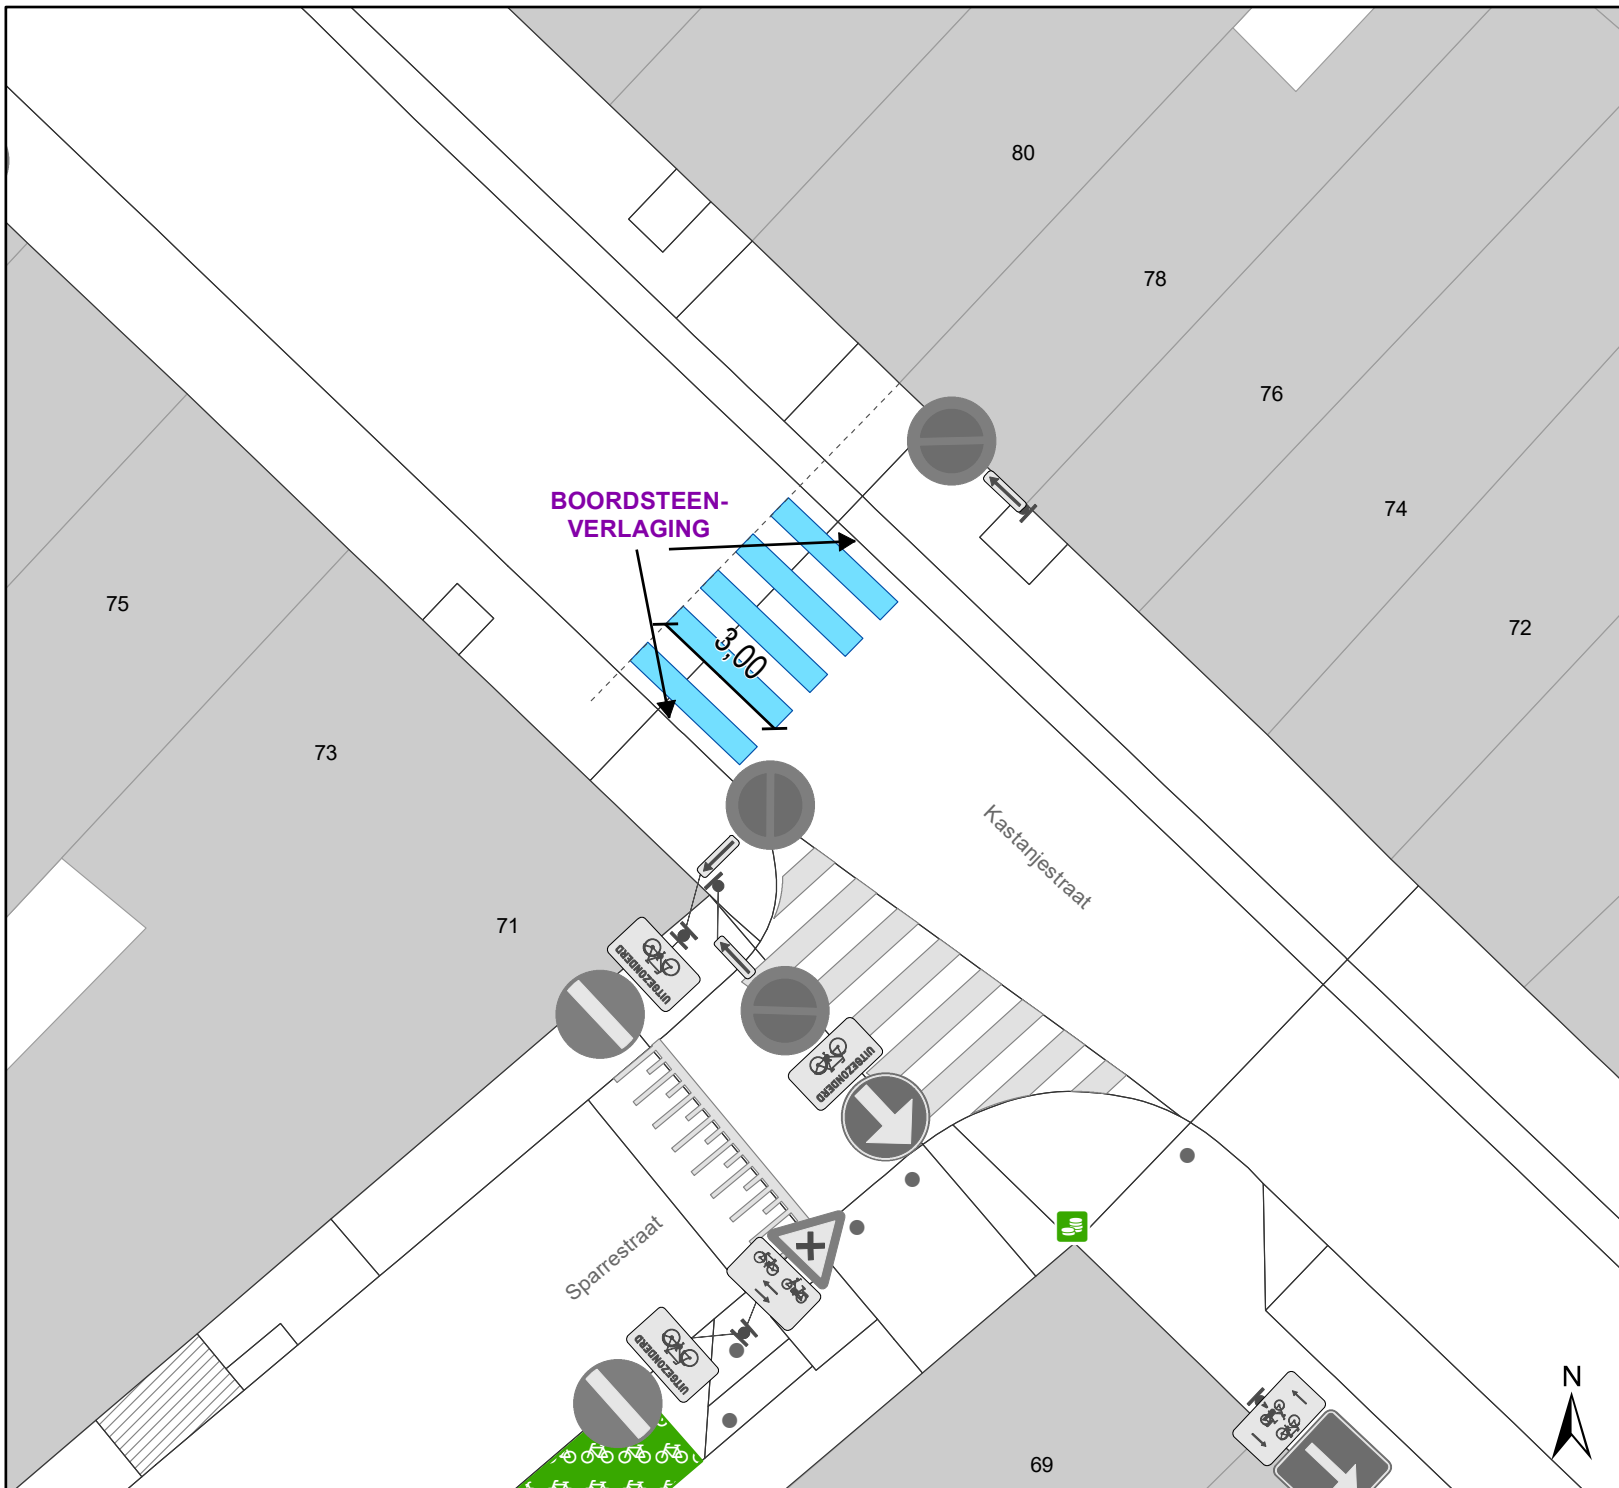 80
78
76
74
72
BOORDSTEEN-
VERLAGING
3,00
75
73
71
Kastanjestraat
UITGEZONDERD
UITGEZONDERD
Sparrestraat
UITGEZONDERD
69
N